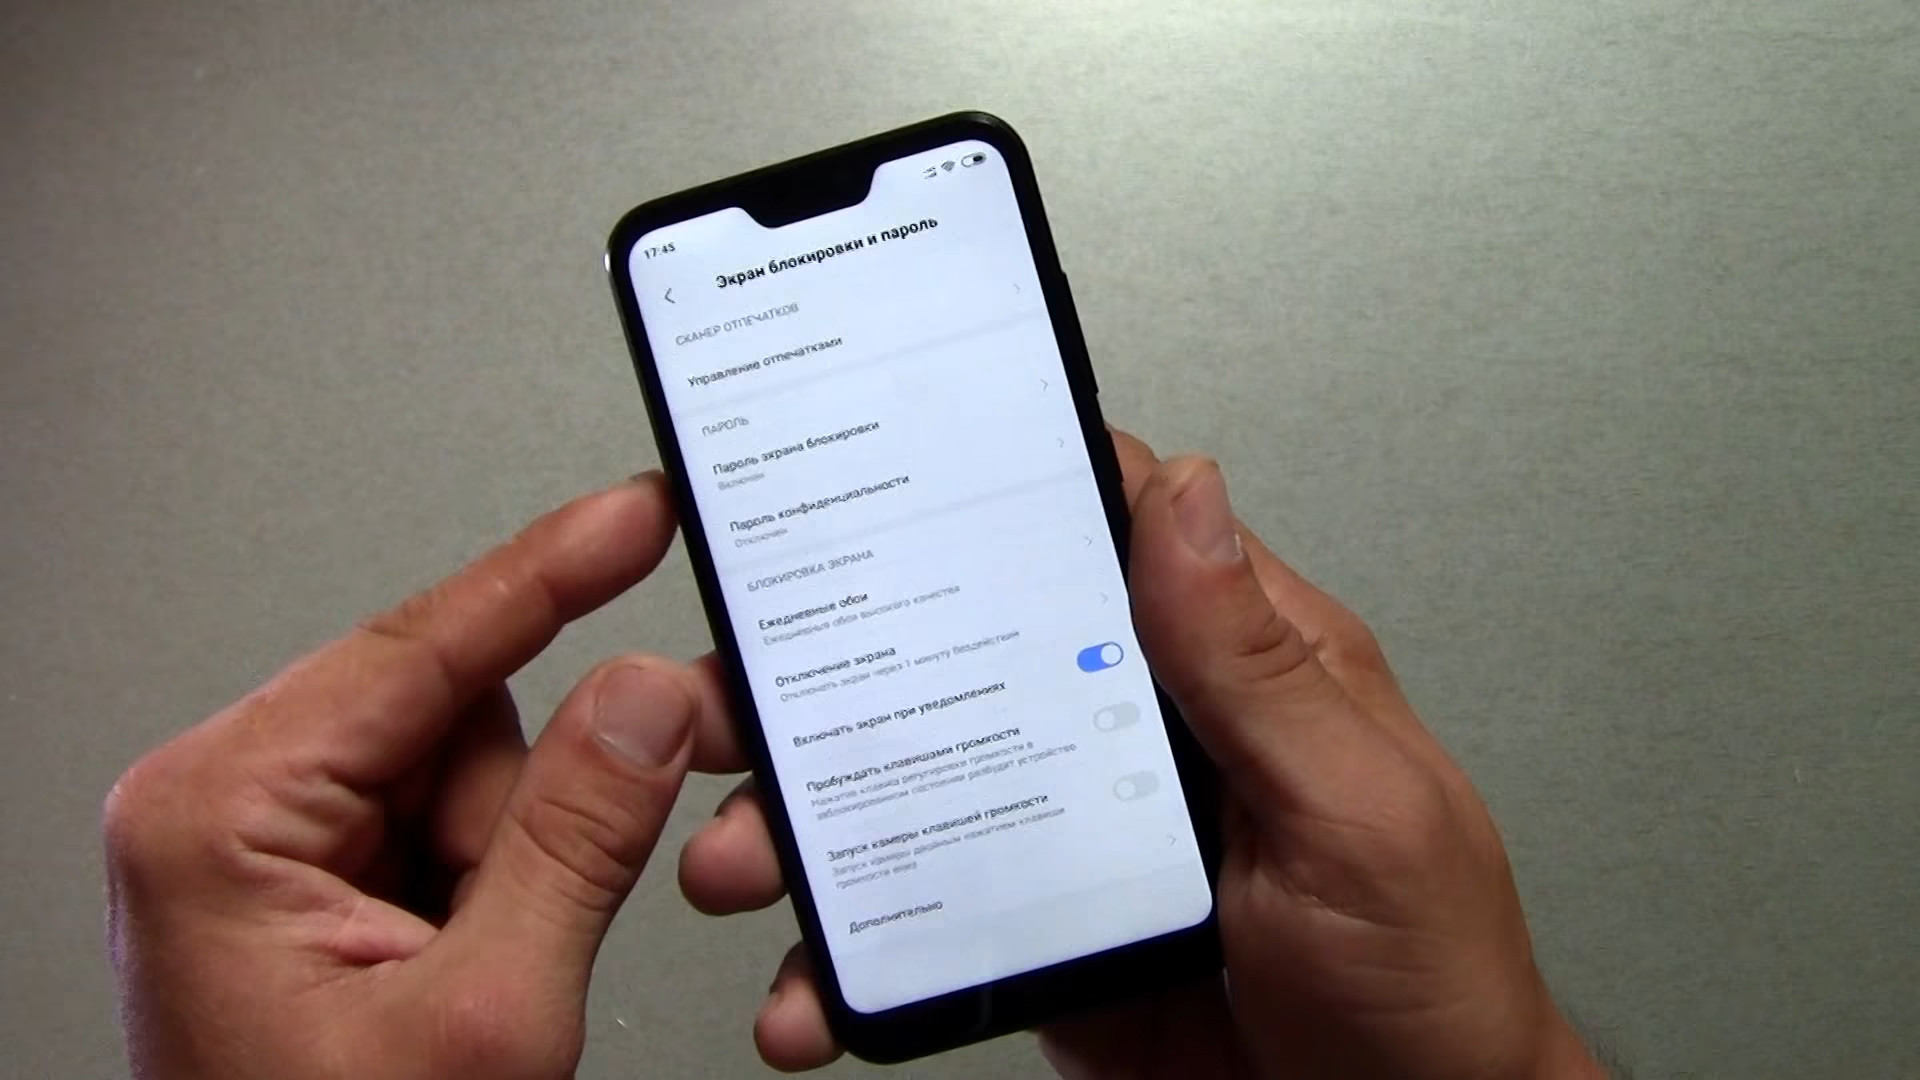 17:45
Экран блокировки и пароль
СКАНЕР ОТПЕЧАТКОВ
Управление отпечатками
ПАРОЛЬ
Пароль экрана блокировки
Включен
Пароль конфиденциальности
Отключен
БЛОКИРОВКА ЭКРАНА
Ежедневные обои
Ежедневные обои высокого качества
Отключение экрана
Отключать экран через 1 минуту бездействия
Включать экран при уведомлениях
Пробуждать клавишами громкости
Нажатие клавиш регулировки громкости в
заблокированном состоянии разбудит устройство
Запуск камеры клавишей громкости
Запуск камеры двойным нажатием клавиши
громкости вниз
Дополнительно